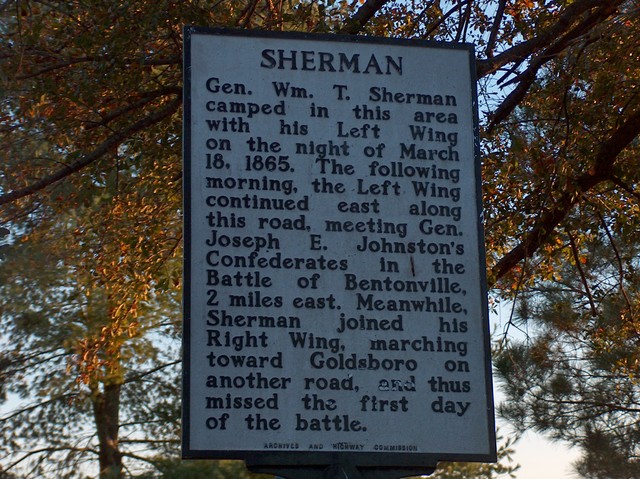 SHERMAN
Gen. Wm. T. Sherman
camped in this area
with his Left Wing
on the night of March
18, 1865. The following
morning, the Left Wing
continued east along
this road, meeting Gen.
Joseph E. Johnston's
Confederates in the
Battle of Bentonville,
2 miles east. Meanwhile,
Sherman joined his
Right Wing, marching
toward Goldsboro on
another road, and thus
missed the first day
of the battle.
ARCHIVES AND HIGHWAY COMMISSION